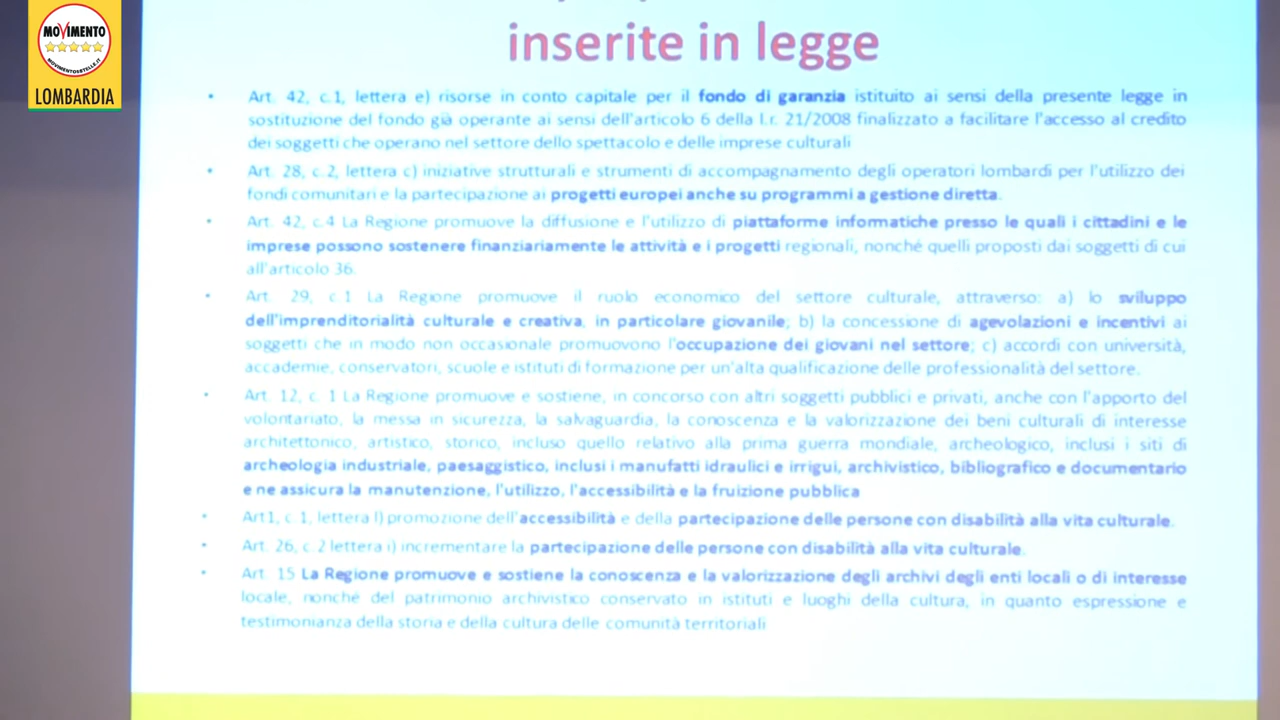 MOVIMENTO
MOVIMENTO5STELLE.IT
LOMBARDIA
inserite in legge
• Art. 42, c.1, lettera e) risorse in conto capitale per il fondo di garanzia istituito ai sensi della presente legge in
sostituzione del fondo già operante ai sensi dell'articolo 6 della l.r. 21/2008 finalizzato a facilitare l'accesso al credito
dei soggetti che operano nel settore dello spettacolo e delle imprese culturali
• Art. 28, c.2, lettera c) iniziative strutturali e strumenti di accompagnamento degli operatori lombardi per l'utilizzo dei
fondi comunitari e la partecipazione ai progetti europei anche su programmi a gestione diretta.
• Art. 42, c.4 La Regione promuove la diffusione e l'utilizzo di piattaforme informatiche presso le quali i cittadini e le
imprese possono sostenere finanziariamente le attività e i progetti regionali, nonché quelli proposti dai soggetti di cui
all'articolo 36.
• Art. 29, c.1 La Regione promuove il ruolo economico del settore culturale, attraverso: a) lo sviluppo
dell'imprenditorialità culturale e creativa, in particolare giovanile; b) la concessione di agevolazioni e incentivi ai
soggetti che in modo non occasionale promuovono l'occupazione dei giovani nel settore; c) accordi con università,
accademie, conservatori, scuole e istituti di formazione per un'alta qualificazione delle professionalità del settore.
• Art. 12, c. 1 La Regione promuove e sostiene, in concorso con altri soggetti pubblici e privati, anche con l'apporto del
volontariato, la messa in sicurezza, la salvaguardia, la conoscenza e la valorizzazione dei beni culturali di interesse
architettonico, artistico, storico, incluso quello relativo alla prima guerra mondiale, archeologico, inclusi i siti di
archeologia industriale, paesaggistico, inclusi i manufatti idraulici e irrigui, archivistico, bibliografico e documentario
e ne assicura la manutenzione, l'utilizzo, l'accessibilità e la fruizione pubblica
• Art1, c.1, lettera l) promozione dell'accessibilità e della partecipazione delle persone con disabilità alla vita culturale.
• Art. 26, c.2 lettera i) incrementare la partecipazione delle persone con disabilità alla vita culturale.
• Art. 15 La Regione promuove e sostiene la conoscenza e la valorizzazione degli archivi degli enti locali o di interesse
locale, nonché del patrimonio archivistico conservato in istituti e luoghi della cultura, in quanto espressione e
testimonianza della storia e della cultura delle comunità territoriali